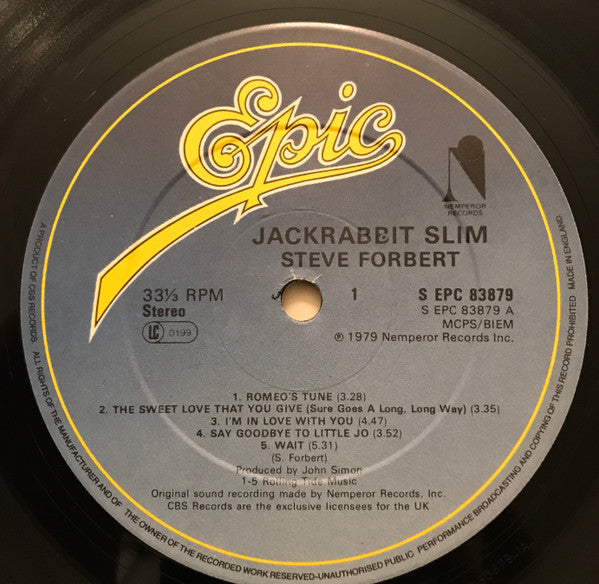 Epic
NEMPEROR
RECORDS
JACKRABBIT SLIM
STEVE FORBERT
33⅓ RPM
Stereo
LC 0199
1
S EPC 83879
S EPC 83879 A
MCPS/BIEM
℗ 1979 Nemperor Records Inc.
1. ROMEO'S TUNE (3.28)
2. THE SWEET LOVE THAT YOU GIVE (Sure Goes A Long, Long Way) (3.35)
3. I'M IN LOVE WITH YOU (4.47)
4. SAY GOODBYE TO LITTLE JO (3.52)
5. WAIT (5.31)
(S. Forbert)
Produced by John Simon
1-5 Rolling Tide Music
Original sound recording made by Nemperor Records, Inc.
CBS Records are the exclusive licensees for the UK
A PRODUCT OF CBS RECORDS. ALL RIGHTS OF THE MANUFACTURER AND OF THE OWNER OF THE RECORDED WORK RESERVED-UNAUTHORISED PUBLIC PERFORMANCE BROADCASTING AND COPYING OF THIS RECORD PROHIBITED MADE IN ENGLAND.